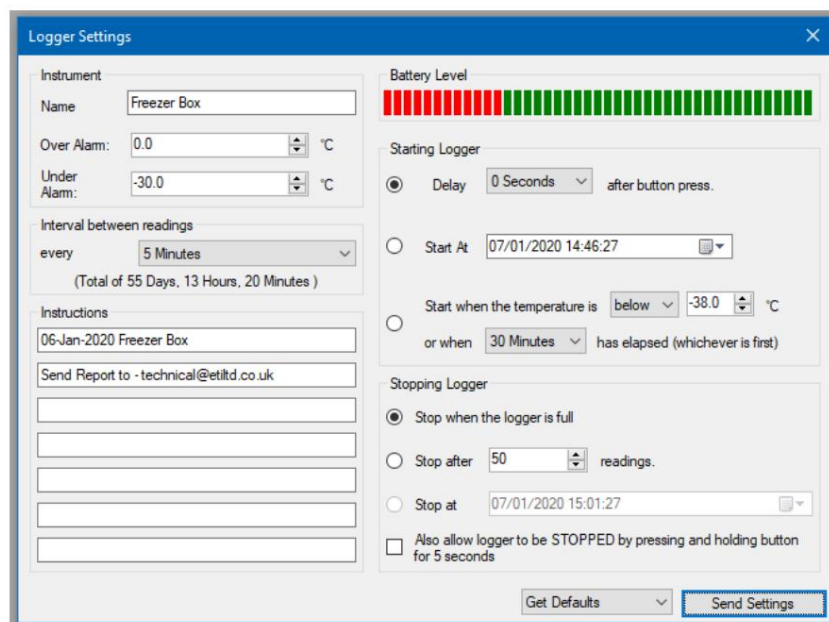 Logger Settings
Instrument
Name Freezer Box
Over Alarm: 0.0 °C
Under Alarm: -30.0 °C
Interval between readings
every 5 Minutes
(Total of 55 Days, 13 Hours, 20 Minutes )
Instructions
06-Jan-2020 Freezer Box
Send Report to - technical@etiltd.co.uk
Battery Level
Starting Logger
Delay 0 Seconds after button press.
Start At 07/01/2020 14:46:27
Start when the temperature is below -38.0 °C
or when 30 Minutes has elapsed (whichever is first)
Stopping Logger
Stop when the logger is full
Stop after 50 readings.
Stop at 07/01/2020 15:01:27
Also allow logger to be STOPPED by pressing and holding button
for 5 seconds
Get Defaults
Send Settings